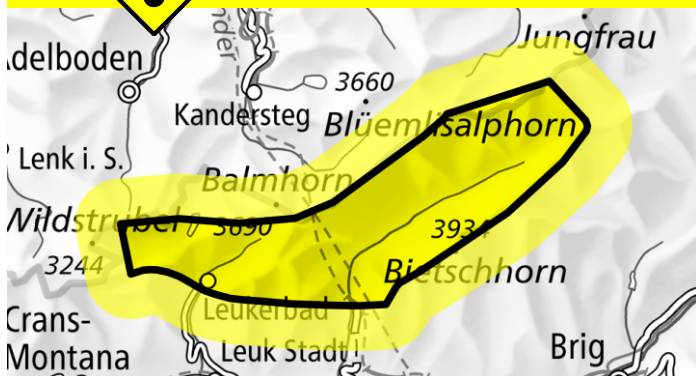 Jungfrau
Adelboden
3660
Kandersteg
Blüemlisalphorn
Lenk i. S.
Balmhorn
Wildstrubel
3690
3934
3244
Bietschhorn
Leukerbad
Crans-
Montana
Leuk Stadt
Brig